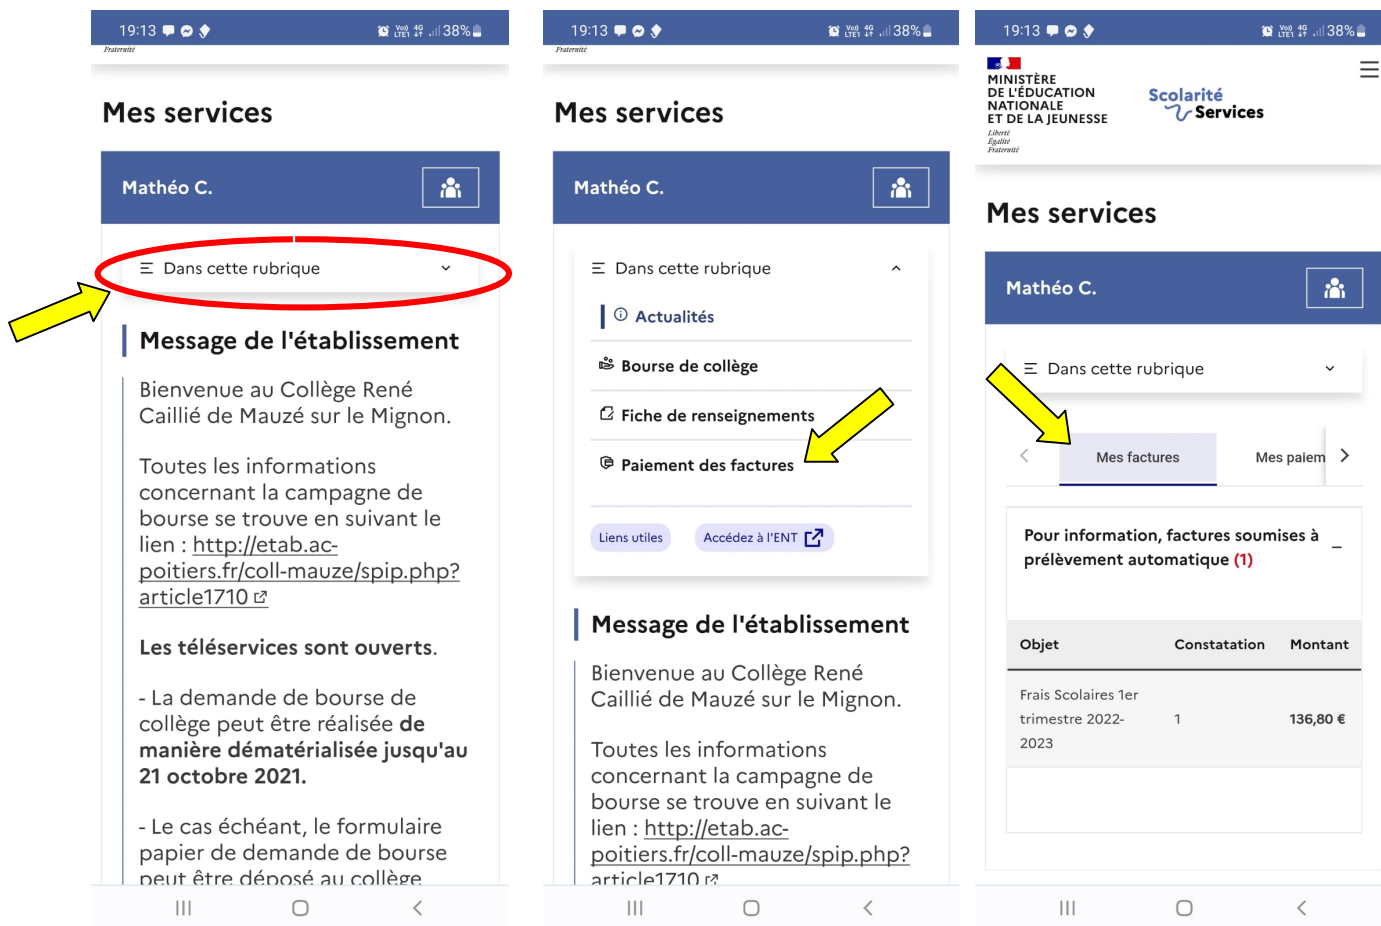 19:13
Vo)) 4G
LTE1
38%
Fraternité
Mes services
Mathéo C.
Dans cette rubrique
Message de l'établissement
Bienvenue au Collège René
Caillié de Mauzé sur le Mignon.
Toutes les informations
concernant la campagne de
bourse se trouve en suivant le
lien : http://etab.ac-
poitiers.fr/coll-mauze/spip.php?
article1710
Les téléservices sont ouverts.
- La demande de bourse de
collège peut être réalisée de
manière dématérialisée jusqu'au
21 octobre 2021.
- Le cas échéant, le formulaire
papier de demande de bourse
peut être déposé au collège
19:13
Vo)) 4G
LTE1
38%
Fraternité
Mes services
Mathéo C.
Dans cette rubrique
Actualités
Bourse de collège
Fiche de renseignements
Paiement des factures
Liens utiles
Accédez à l'ENT
Message de l'établissement
Bienvenue au Collège René
Caillié de Mauzé sur le Mignon.
Toutes les informations
concernant la campagne de
bourse se trouve en suivant le
lien : http://etab.ac-
poitiers.fr/coll-mauze/spip.php?
article1710
19:13
Vo)) 4G
LTE1
38%
MINISTÈRE
DE L'ÉDUCATION
NATIONALE
ET DE LA JEUNESSE
Liberté
Égalité
Fraternité
Scolarité
Services
Mes services
Mathéo C.
Dans cette rubrique
Mes factures
Mes paiem
Pour information, factures soumises à
prélèvement automatique (1)
Objet Constatation Montant
Frais Scolaires 1er
trimestre 2022- 1 136,80 €
2023